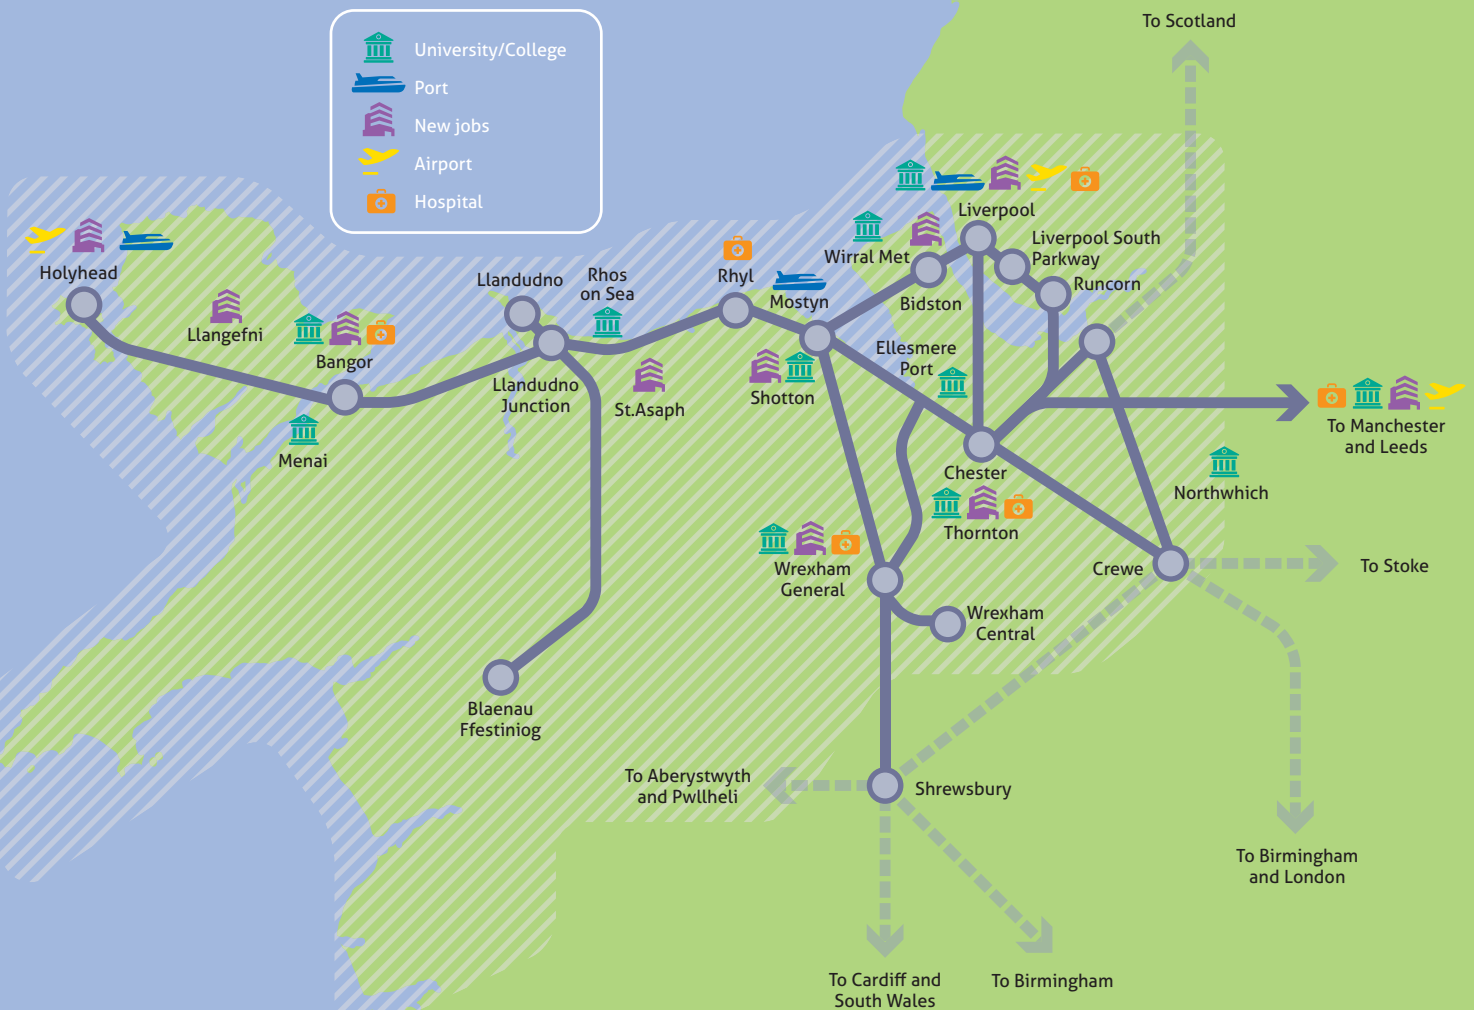 To Scotland
University/College
Port
New jobs
Airport
Hospital
Liverpool
Liverpool South
Parkway
Wirral Met
Bidston
Runcorn
Holyhead
Llangefni
Bangor
Menai
Llandudno
Rhos
on Sea
Llandudno
Junction
St.Asaph
Rhyl
Mostyn
Shotton
Ellesmere
Port
Chester
Thornton
To Manchester
and Leeds
Northwhich
Wrexham
General
Wrexham
Central
Crewe
To Stoke
Blaenau
Ffestiniog
To Aberystwyth
and Pwllheli
Shrewsbury
To Birmingham
and London
To Cardiff and
South Wales
To Birmingham